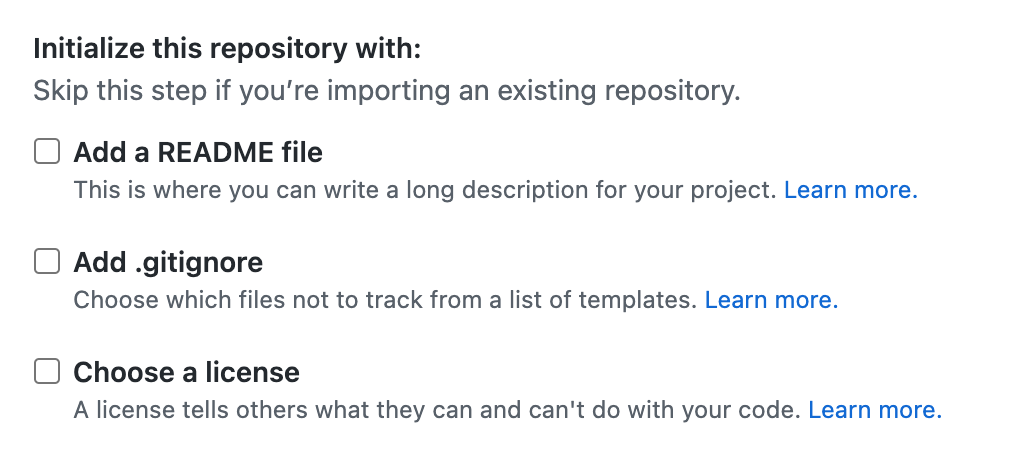 Initialize this repository with:
Skip this step if you’re importing an existing repository.
Add a README file
This is where you can write a long description for your project. Learn more.
Add .gitignore
Choose which files not to track from a list of templates. Learn more.
Choose a license
A license tells others what they can and can't do with your code. Learn more.